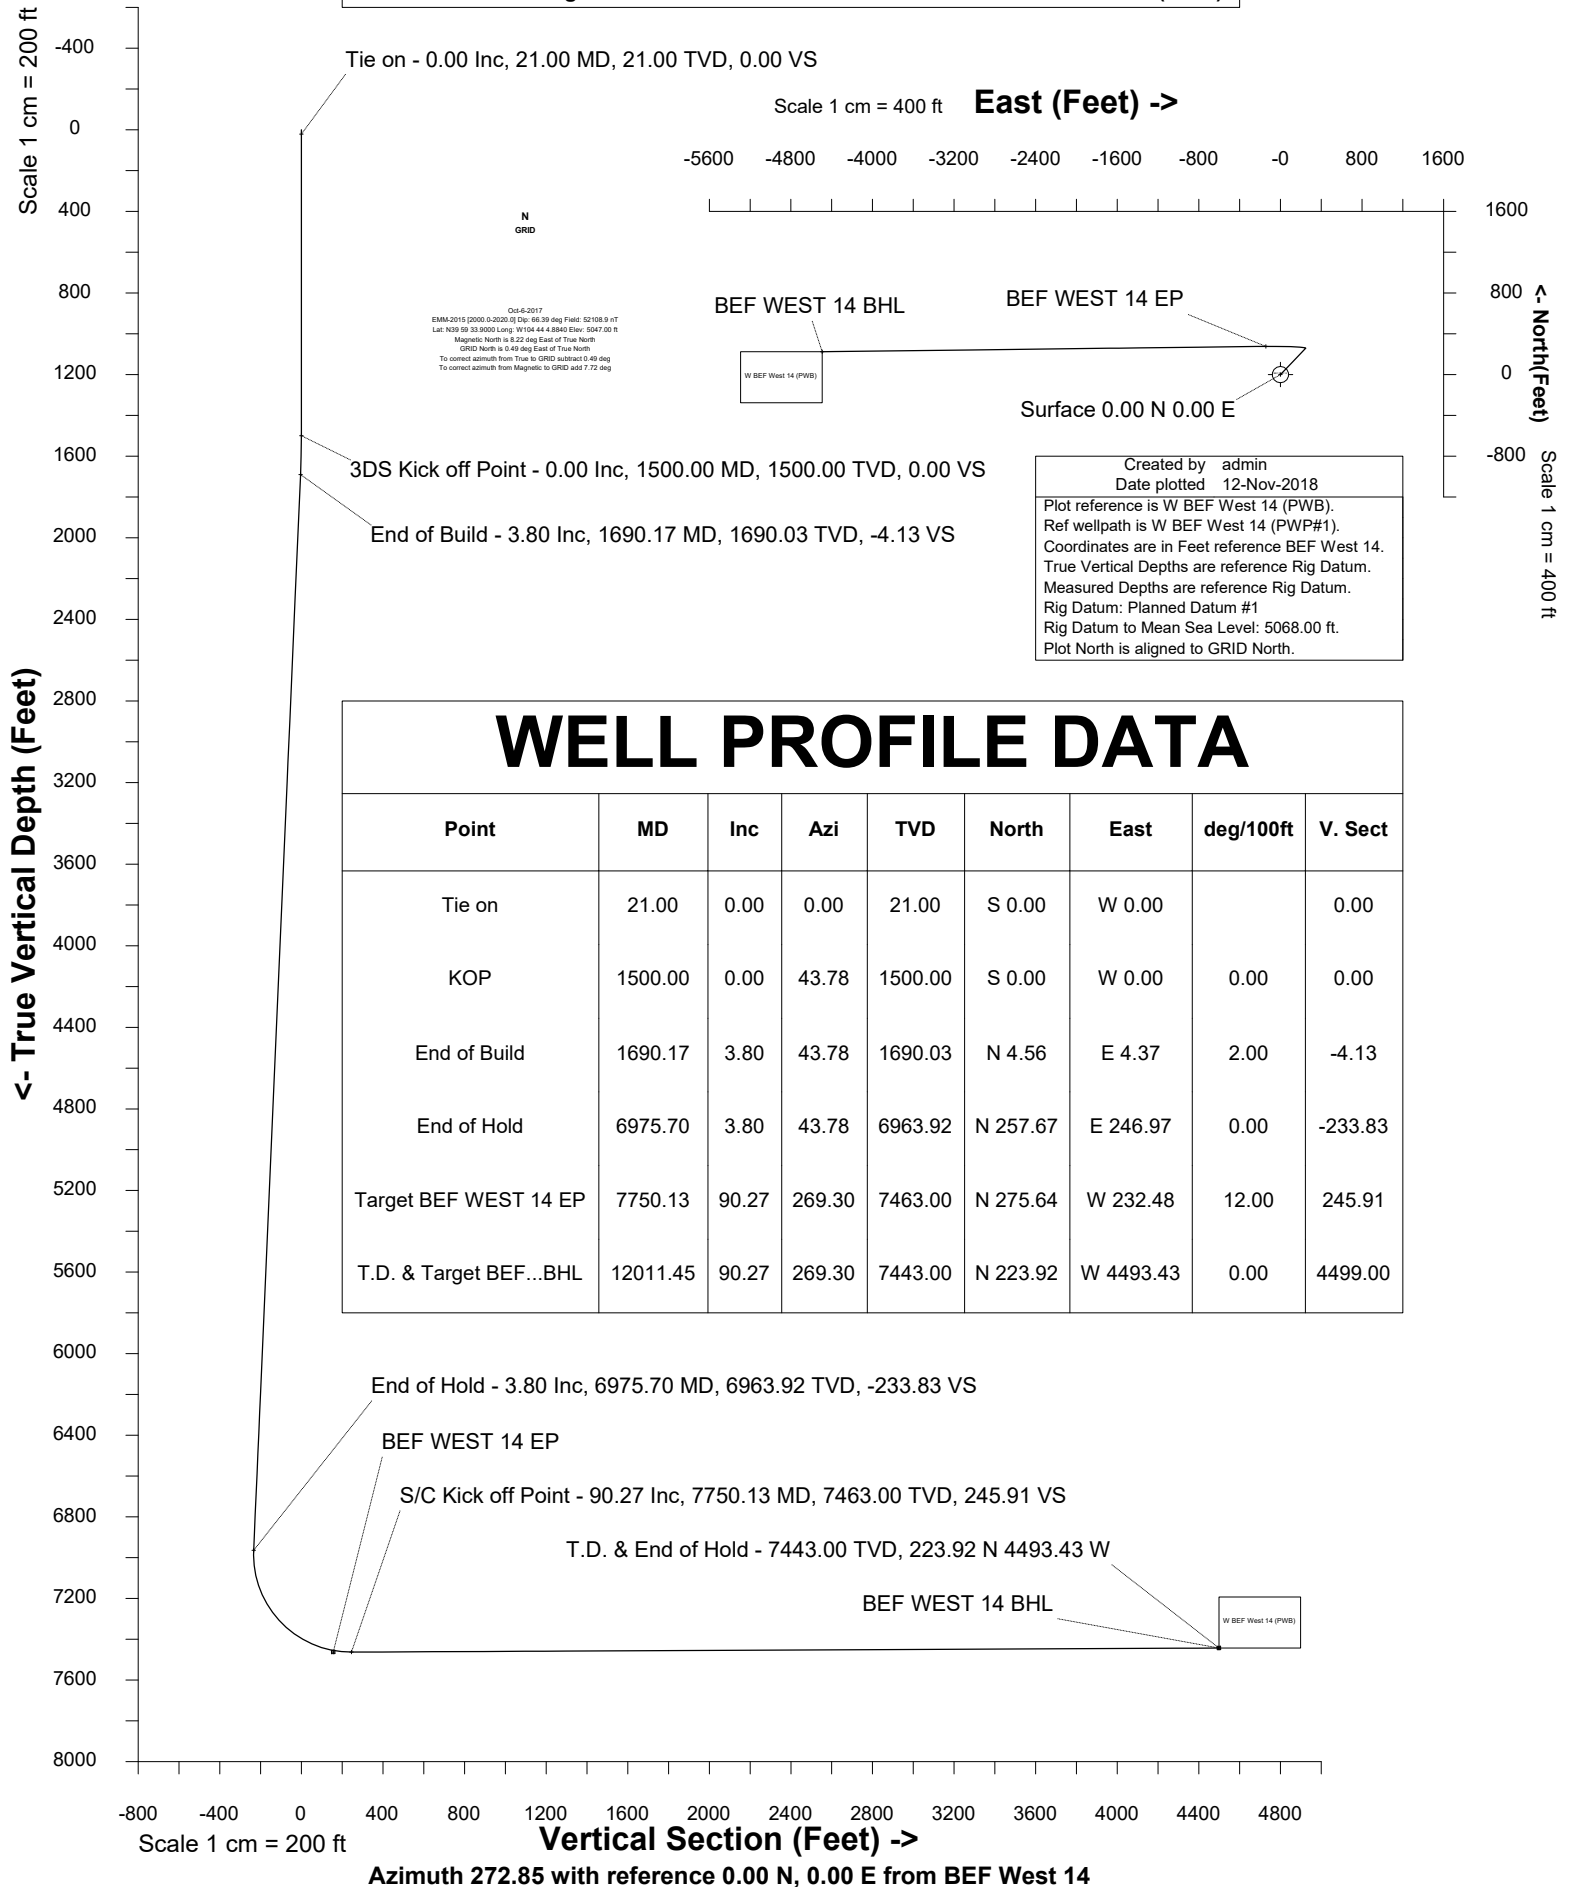 Scale 1 cm = 200 ft
-400
0
400
800
1200
1600
2000
2400
2800
3200
3600
4000
4400
4800
5200
5600
6000
6400
6800
7200
7600
8000
<- True Vertical Depth (Feet)
Tie on - 0.00 Inc, 21.00 MD, 21.00 TVD, 0.00 VS
Scale 1 cm = 400 ft East (Feet) ->
-5600 -4800 -4000 -3200 -2400 -1600 -800 -0 800 1600
N
GRID
Oct-6-2017
EMM-2015 [2000.0-2020.0] Dip: 66.39 deg Field: 52108.9 nT
Lat: N39 59 33.9000 Long: W104 44 4.8840 Elev: 5047.00 ft
Magnetic North is 8.22 deg East of True North
GRID North is 0.49 deg East of True North
To correct azimuth from True to GRID subtract 0.49 deg
To correct azimuth from Magnetic to GRID add 7.72 deg
BEF WEST 14 BHL
BEF WEST 14 EP
W BEF West 14 (PWB)
Surface 0.00 N 0.00 E
1600
800
0
-800
<- North(Feet)
Scale 1 cm = 400 ft
3DS Kick off Point - 0.00 Inc, 1500.00 MD, 1500.00 TVD, 0.00 VS
End of Build - 3.80 Inc, 1690.17 MD, 1690.03 TVD, -4.13 VS
Created by admin
Date plotted 12-Nov-2018
Plot reference is W BEF West 14 (PWB).
Ref wellpath is W BEF West 14 (PWP#1).
Coordinates are in Feet reference BEF West 14.
True Vertical Depths are reference Rig Datum.
Measured Depths are reference Rig Datum.
Rig Datum: Planned Datum #1
Rig Datum to Mean Sea Level: 5068.00 ft.
Plot North is aligned to GRID North.
WELL PROFILE DATA
Point MD Inc Azi TVD North East deg/100ft V. Sect
Tie on 21.00 0.00 0.00 21.00 S 0.00 W 0.00 0.00
KOP 1500.00 0.00 43.78 1500.00 S 0.00 W 0.00 0.00 0.00
End of Build 1690.17 3.80 43.78 1690.03 N 4.56 E 4.37 2.00 -4.13
End of Hold 6975.70 3.80 43.78 6963.92 N 257.67 E 246.97 0.00 -233.83
Target BEF WEST 14 EP 7750.13 90.27 269.30 7463.00 N 275.64 W 232.48 12.00 245.91
T.D. & Target BEF...BHL 12011.45 90.27 269.30 7443.00 N 223.92 W 4493.43 0.00 4499.00
End of Hold - 3.80 Inc, 6975.70 MD, 6963.92 TVD, -233.83 VS
BEF WEST 14 EP
S/C Kick off Point - 90.27 Inc, 7750.13 MD, 7463.00 TVD, 245.91 VS
T.D. & End of Hold - 7443.00 TVD, 223.92 N 4493.43 W
BEF WEST 14 BHL
W BEF West 14 (PWB)
-800 -400 0 400 800 1200 1600 2000 2400 2800 3200 3600 4000 4400 4800
Scale 1 cm = 200 ft Vertical Section (Feet) ->
Azimuth 272.85 with reference 0.00 N, 0.00 E from BEF West 14